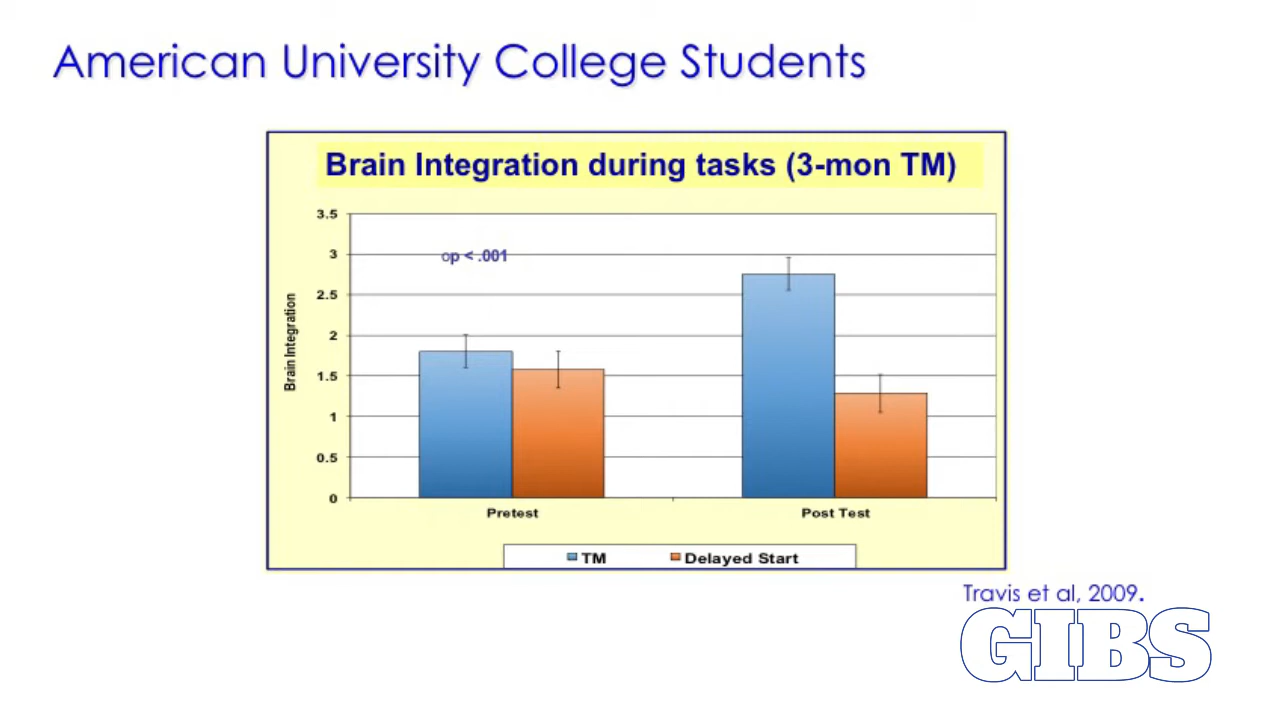 American University College Students
Brain Integration during tasks (3-mon TM)
3.5
op < .001
3
2.5
2
1.5
1
0.5
0
Brain Integration
Pretest
Post Test
TM
Delayed Start
Travis et al, 2009.
GIBS